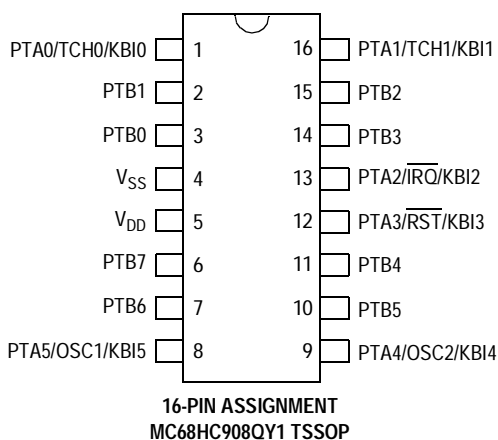 PTA0/TCH0/KBI0 1 16 PTA1/TCH1/KBI1
PTB1 2 15 PTB2
PTB0 3 14 PTB3
VSS 4 13 PTA2/IRQ/KBI2
VDD 5 12 PTA3/RST/KBI3
PTB7 6 11 PTB4
PTB6 7 10 PTB5
PTA5/OSC1/KBI5 8 9 PTA4/OSC2/KBI4
16-PIN ASSIGNMENT
MC68HC908QY1 TSSOP